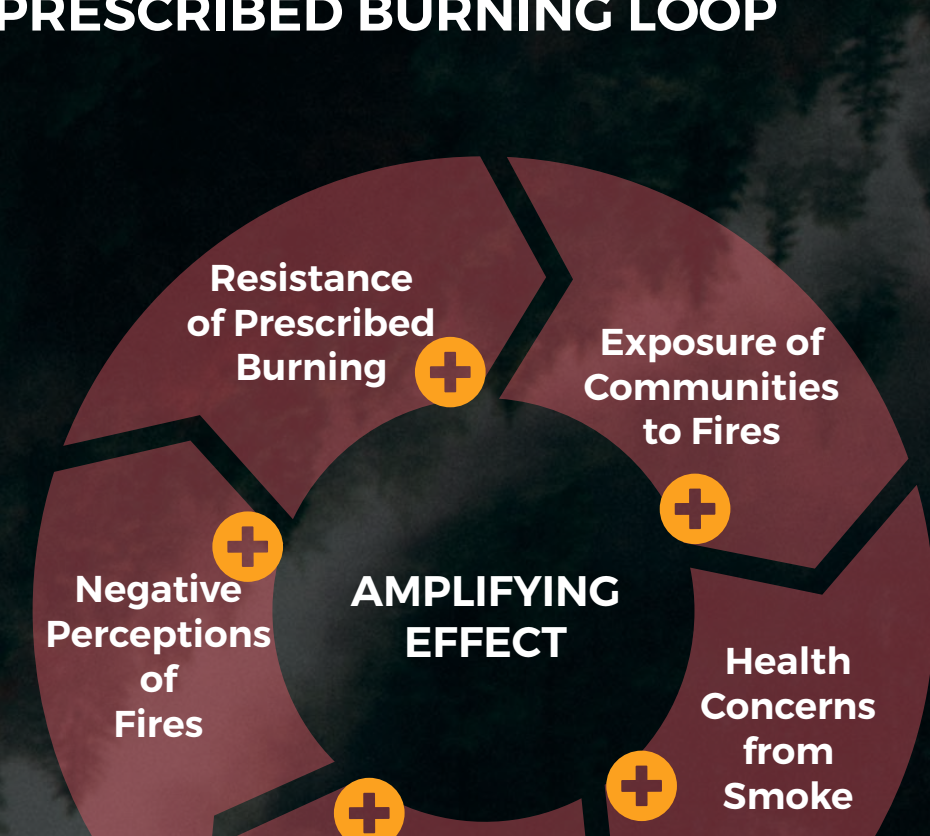 PRESCRIBED BURNING LOOP
Resistance
of Prescribed
Burning
Exposure of
Communities
to Fires
Health
Concerns
from
Smoke
Negative
Perceptions
of
Fires
AMPLIFYING
EFFECT